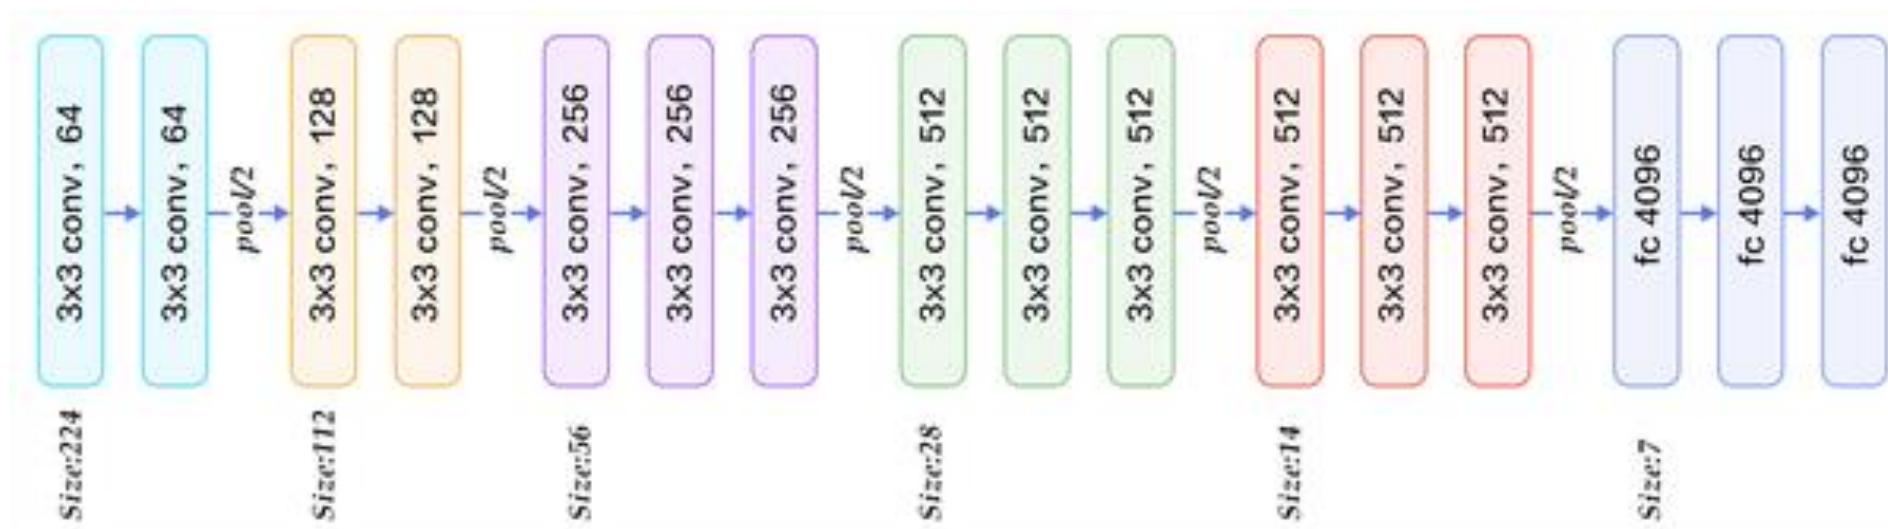 3x3 conv, 64
3x3 conv, 64
pool/2
3x3 conv, 128
3x3 conv, 128
pool/2
3x3 conv, 256
3x3 conv, 256
3x3 conv, 256
pool/2
3x3 conv, 512
3x3 conv, 512
3x3 conv, 512
pool/2
3x3 conv, 512
3x3 conv, 512
3x3 conv, 512
pool/2
fc 4096
fc 4096
fc 4096
Size:224
Size:112
Size:56
Size:28
Size:14
Size:7